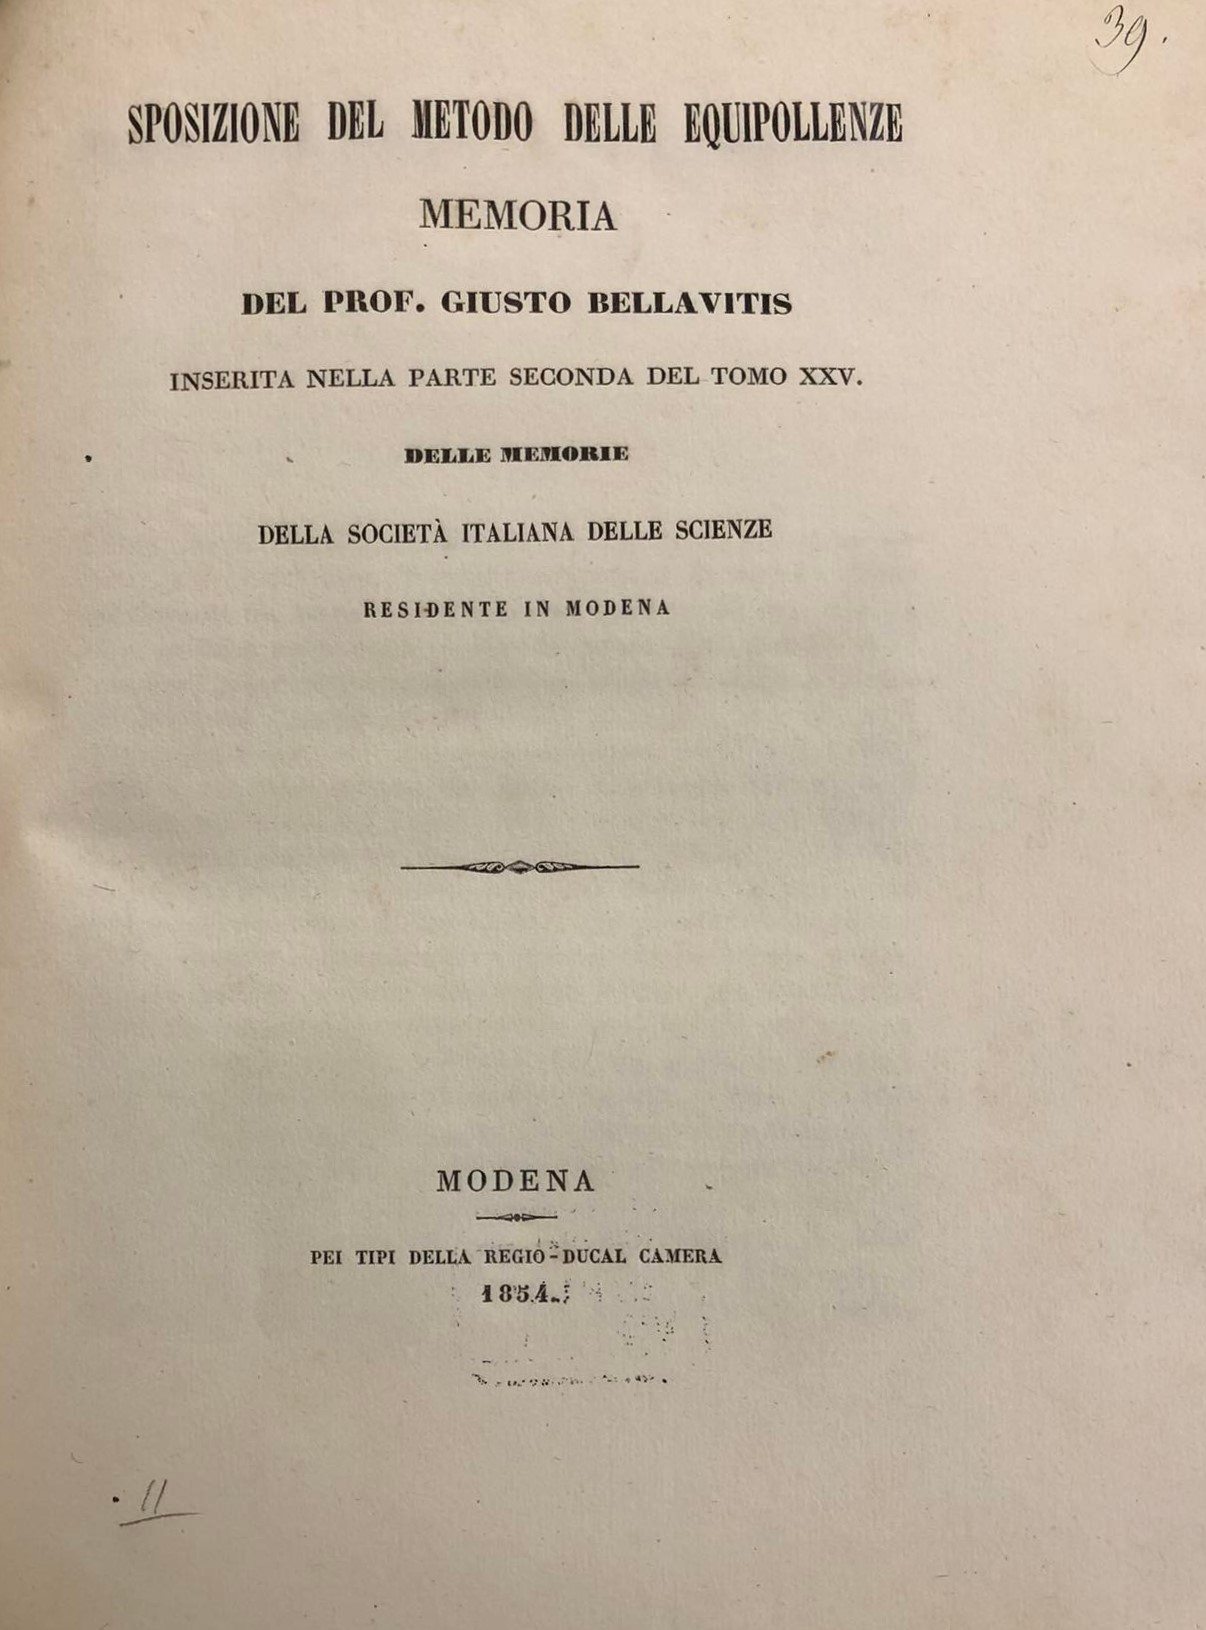 39.
SPOSIZIONE DEL METODO DELLE EQUIPOLLENZE
MEMORIA
DEL PROF. GIUSTO BELLAVITIS
INSERITA NELLA PARTE SECONDA DEL TOMO XXV.
DELLE MEMORIE
DELLA SOCIETÀ ITALIANA DELLE SCIENZE
RESIDENTE IN MODENA
MODENA
PEI TIPI DELLA REGIO-DUCAL CAMERA
1854.
11